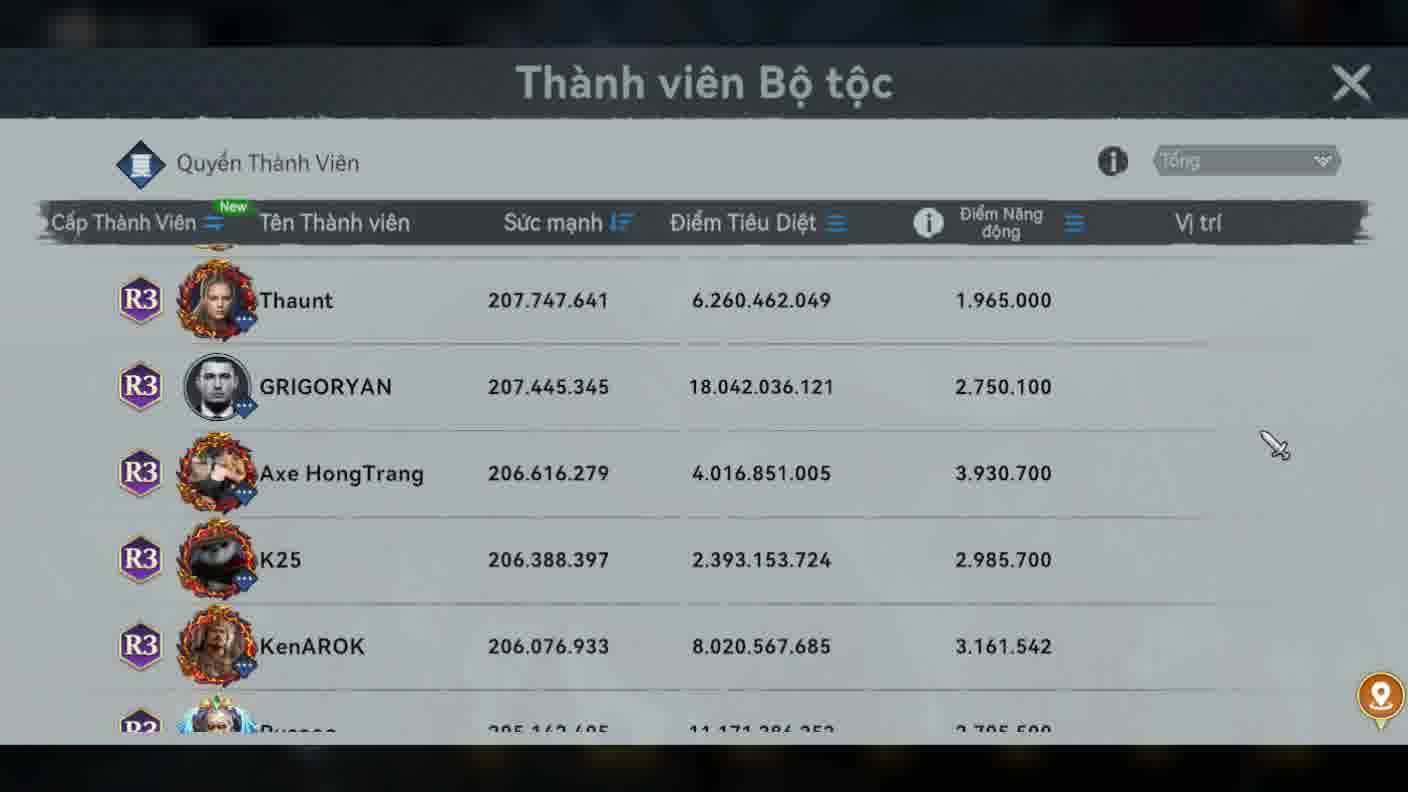 Thành viên Bộ tộc
Quyển Thành Viên
Tổng
New
Cấp Thành Viên Tên Thành viên Sức mạnh Điểm Tiêu Diệt Điểm Năng động Vị trí
R3 Thaunt 207.747.641 6.260.462.049 1.965.000
R3 GRIGORYAN 207.445.345 18.042.036.121 2.750.100
R3 Axe HongTrang 206.616.279 4.016.851.005 3.930.700
R3 K25 206.388.397 2.393.153.724 2.985.700
R3 KenAROK 206.076.933 8.020.567.685 3.161.542
R3